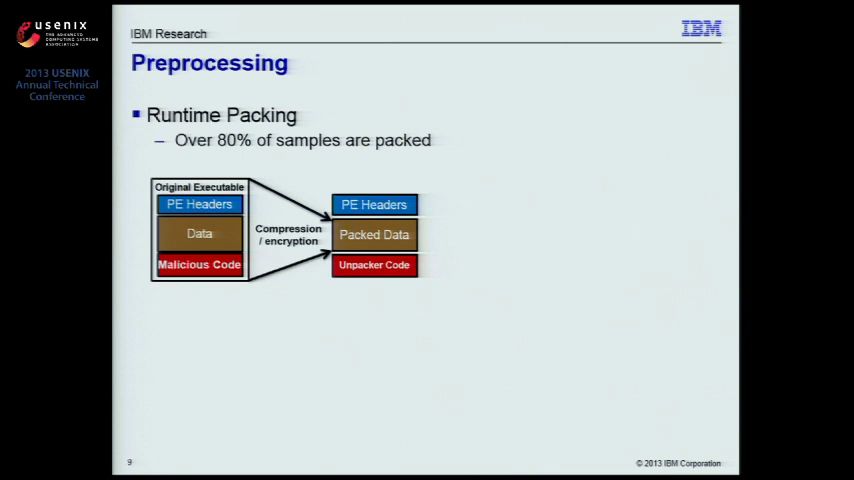 usenix
THE ADVANCED
COMPUTING SYSTEMS
ASSOCIATION
2013 USENIX
Annual Technical
Conference
IBM Research
IBM
Preprocessing
Runtime Packing
– Over 80% of samples are packed
Original Executable
PE Headers
Data
Malicious Code
Compression
/ encryption
PE Headers
Packed Data
Unpacker Code
9
© 2013 IBM Corporation